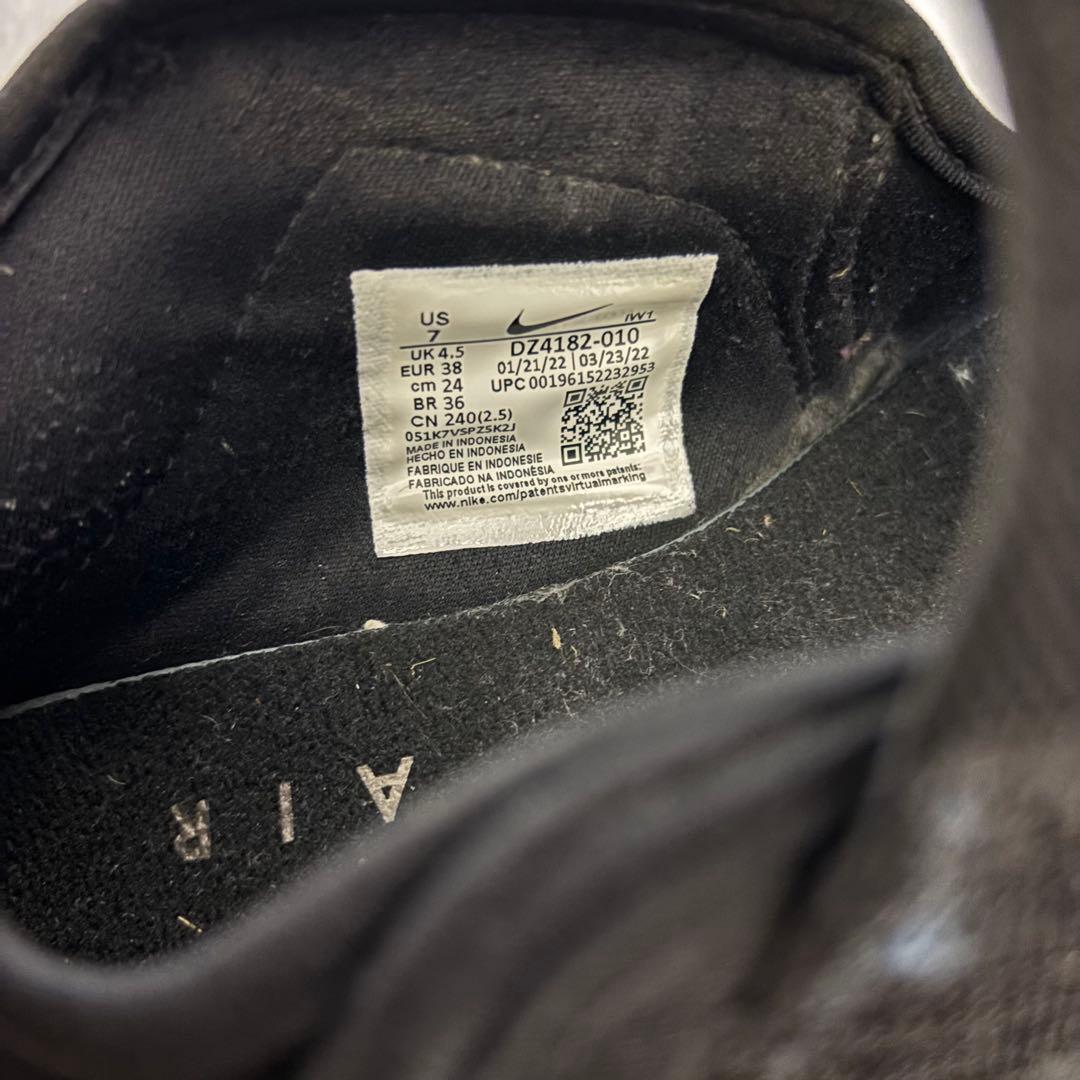 US
7
UK 4.5
EUR 38
cm 24
BR 36
CN 240(2.5)
IW1
DZ4182-010
01/21/22 | 03/23/22
UPC 00196152232953
051K7VSPZ5K2J
MADE IN INDONESIA
HECHO EN INDONESIA
FABRIQUE EN INDONESIE
FABRICADO NA INDONÈSIA
This product is covered by one or more patents:
www.nike.com/patentsvirtualmarking
AIR